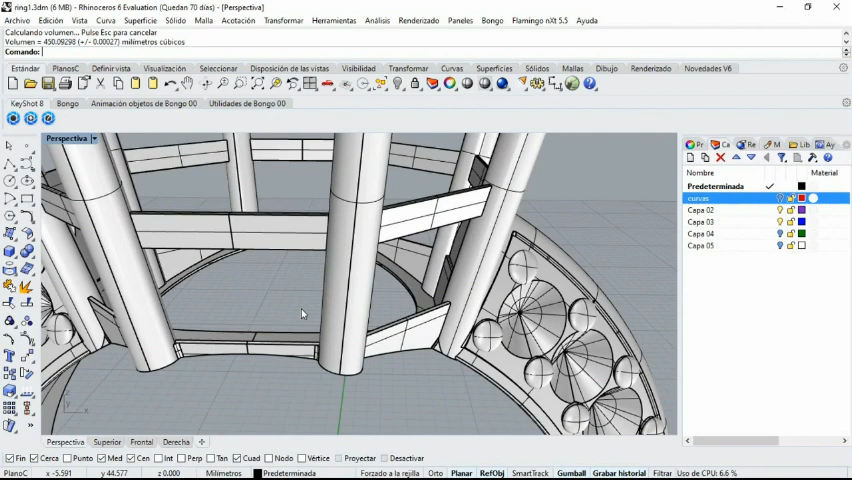 ring1.3dm (6 MB) - Rhinoceros 6 Evaluation (Quedan 70 días) - [Perspectiva]
Archivo Edición Vista Curva Superficie Sólido Malla Acotación Transformar Herramientas Análisis Renderizado Paneles Bongo Flamingo nXt 5.5 Ayuda
Calculando volumen... Pulse Esc para cancelar
Volumen = 450.09298 (+/- 0.00027) milímetros cúbicos
Comando:
Estándar PlanosC Definir vista Visualización Seleccionar Disposición de las vistas Visibilidad Transformar Curvas Superficies Sólidos Mallas Dibujo Renderizado Novedades V6
KeyShot 8 Bongo Animación objetos de Bongo 00 Utilidades de Bongo 00
Perspectiva
Pr Ca Re M Lib Ay
Nombre Material
Predeterminada
curvas
Capa 02
Capa 03
Capa 04
Capa 05
z
x
Perspectiva Superior Frontal Derecha
Fin Cerca Punto Med Cen Int Perp Tan Cuad Nodo Vértice Proyectar Desactivar
PlanoC x -5.591 y 44.577 z 0.000 Milímetros Predeterminada Forzado a la rejilla Orto Planar RefObj SmartTrack Gumball Grabar historial Filtrar Uso de CPU: 6.6 %